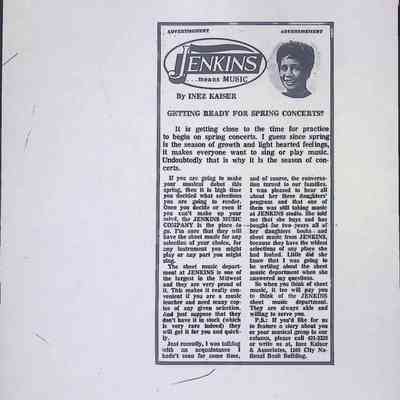 ADVERTISEMENT
ADVERTISEMENT
JENKINS
...means MUSIC
By INEZ KAISER
GETTING READY FOR SPRING CONCERTS?
It is getting close to the time for practice
to begin on spring concerts. I guess since spring
is the season of growth and light hearted feelings,
it makes everyone want to sing or play music.
Undoubtedly that is why it is the season of con-
certs.
If you are going to make
your musical debut this
spring, then it is high time
you decided what selections
you are going to render.
Once you decide or even if
you can't make up your
mind, the JENKINS MUSIC
COMPANY is the place to
go. I'm sure that they will
have the sheet music for any
selection of your choice, for
any instrument you might
play or any part you might
sing.
The sheet music depart-
ment at JENKINS is one of
the largest in the Midwest
and they are very proud of
it. This makes it really con-
venient if you are a music
teacher and need many cop-
ies of any given selection.
And just suppose that they
don't have it in stock (which
is very rare indeed) they
will get it for you and quick-
ly.
Just recently, I was talking
with an acquaintance I
hadn't seen for some time,
and of course, the conversa-
tion turned to our families.
I was pleased to hear all
about her three daughters'
progress and that one of
them was still taking music
at JENKINS studio. She told
me that she buys and has
bought for two years all of
her daughters books and
sheet music from JENKINS,
because they have the widest
selections of any place she
had looked. Little did she
know that I was going to
be writing about the sheet
music department when she
answered my questions.
So when you think of sheet
music, it too will pay you
to think of the JENKINS
sheet music department.
They are always able and
willing to serve you.
P.S.: If you'd like for us
to feature a story about you
or your musical group in our
column, please call
or write us at, Inez Kaiser
& Associates, City Na-
tional Bank Building.